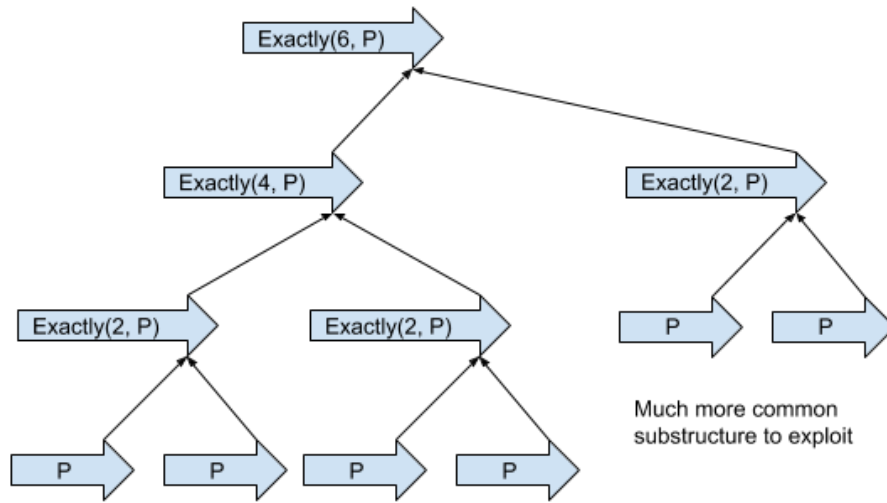 Exactly(6, P)
Exactly(4, P)
Exactly(2, P)
Exactly(2, P)
Exactly(2, P)
P
P
Much more common
substructure to exploit
P
P
P
P